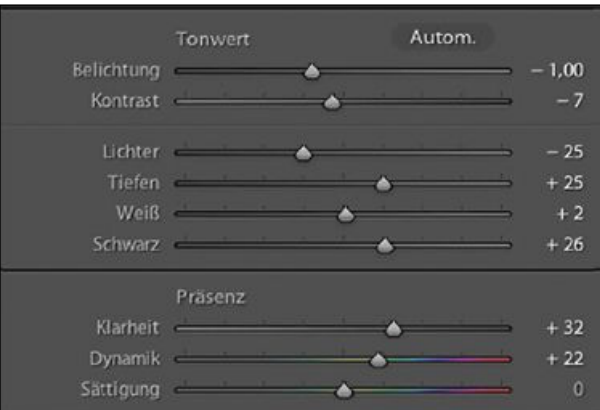 Tonwert Autom.
Belichtung − 1,00
Kontrast − 7
Lichter − 25
Tiefen + 25
Weiß + 2
Schwarz + 26
Präsenz
Klarheit + 32
Dynamik + 22
Sättigung 0